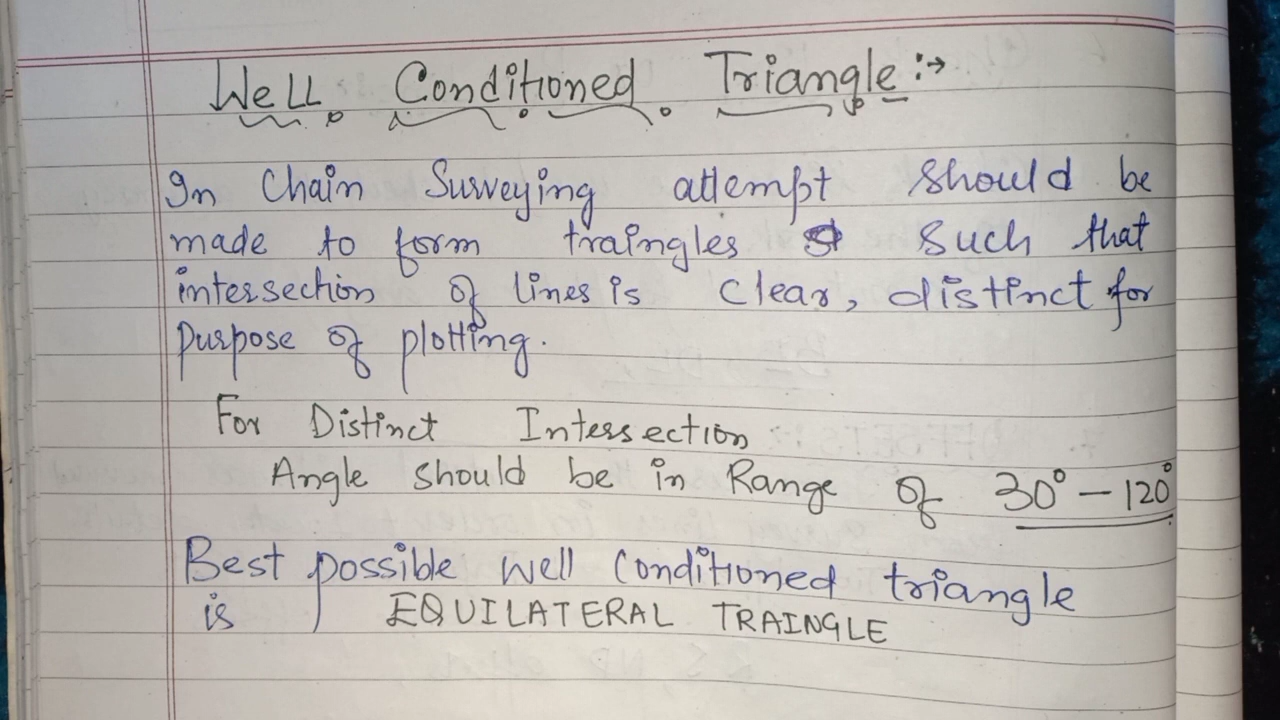 Well Conditioned Triangle :→
In Chain Surveying attempt should be
made to form traingles such that
intersection of lines is clear, distinct for
purpose of plotting.
For Distinct Intersection
Angle should be in Range of 30° - 120°
Best possible well Conditioned triangle
is EQUILATERAL TRAINGLE